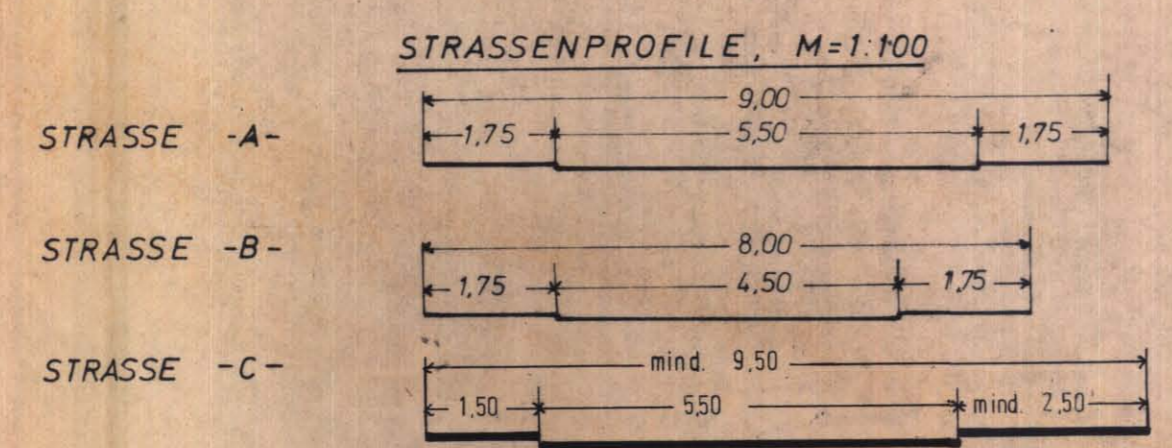 STRASSENPROFILE, M=1:100
9,00
STRASSE -A- 1,75 5,50 1,75
8,00
STRASSE -B- 1,75 4,50 1,75
mind. 9,50
STRASSE -C- 1,50 5,50 mind. 2,50